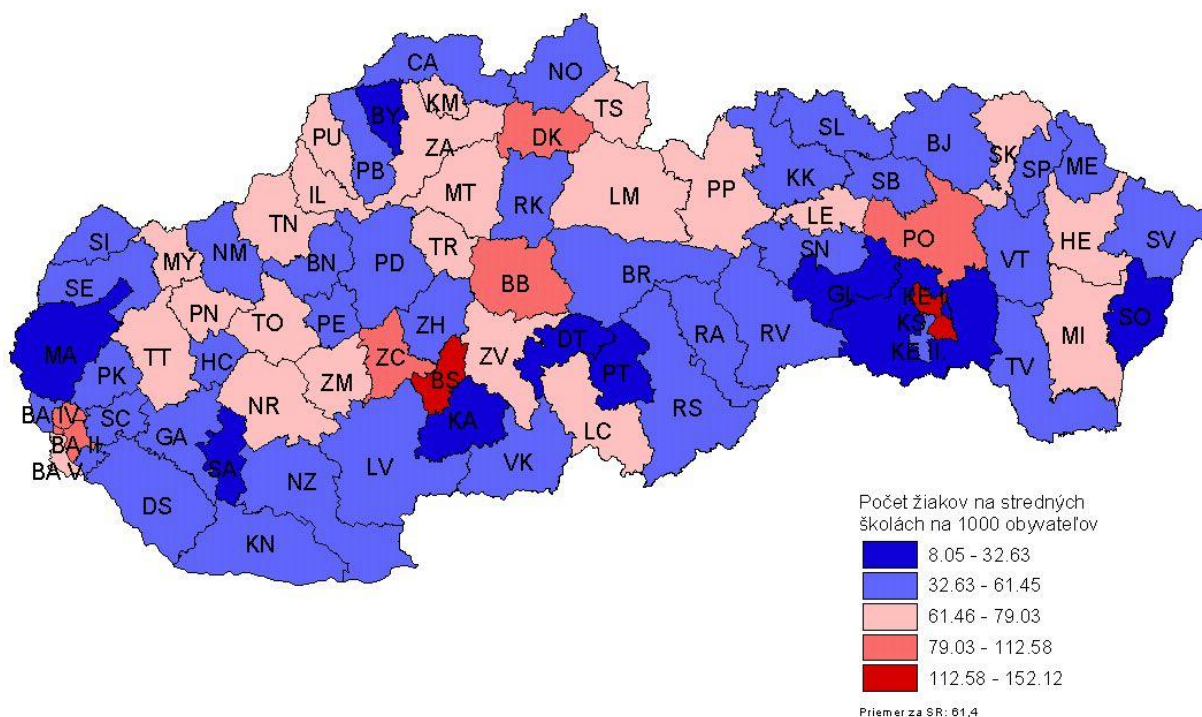 CA
NO
BY
KM
TS
PU
DK
ZA
PB
SL
BJ
SK
SP
ME
IL
MT
RK
LM
PP
KK
SB
TN
LE
SI
MY
NM
TR
PO
HE
SV
SN
VT
BN
PD
SE
BB
BR
GL
KE I
PN
TO
PE
ZH
KS
SO
MA
TT
HC
ZC
DT
RA
RV
MI
ZV
KE II
PK
ZM
BS
PT
TV
NR
BA IV
SC
KA
RS
GA
LC
BA II
BA V
SA
LV
VK
NZ
DS
KN
Počet žiakov na stredných
školách na 1000 obyvateľov
8.05 - 32.63
32.63 - 61.45
61.46 - 79.03
79.03 - 112.58
112.58 - 152.12
Priemer za SR: 61,4